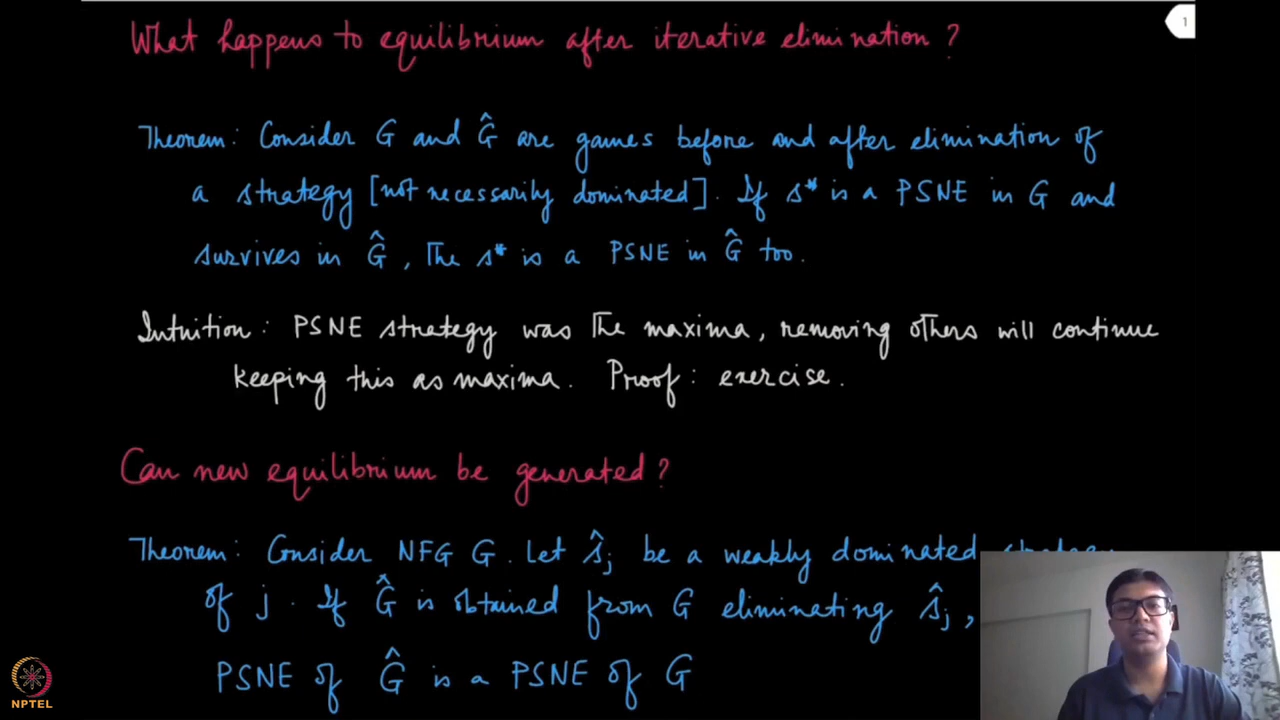 1
What happens to equilibrium after iterative elimination?
Theorem: Consider G and Ĝ are games before and after elimination of
a strategy [not necessarily dominated]. If s* is a PSNE in G and
survives in Ĝ, the s* is a PSNE in Ĝ too.
Intuition: PSNE strategy was the maxima, removing others will continue
keeping this as maxima. Proof: exercise.
Can new equilibrium be generated?
Theorem: Consider NFG G. Let ŝⱼ be a weakly dominated
of j. If Ĝ is obtained from G eliminating ŝⱼ,
PSNE of Ĝ is a PSNE of G
NPTEL